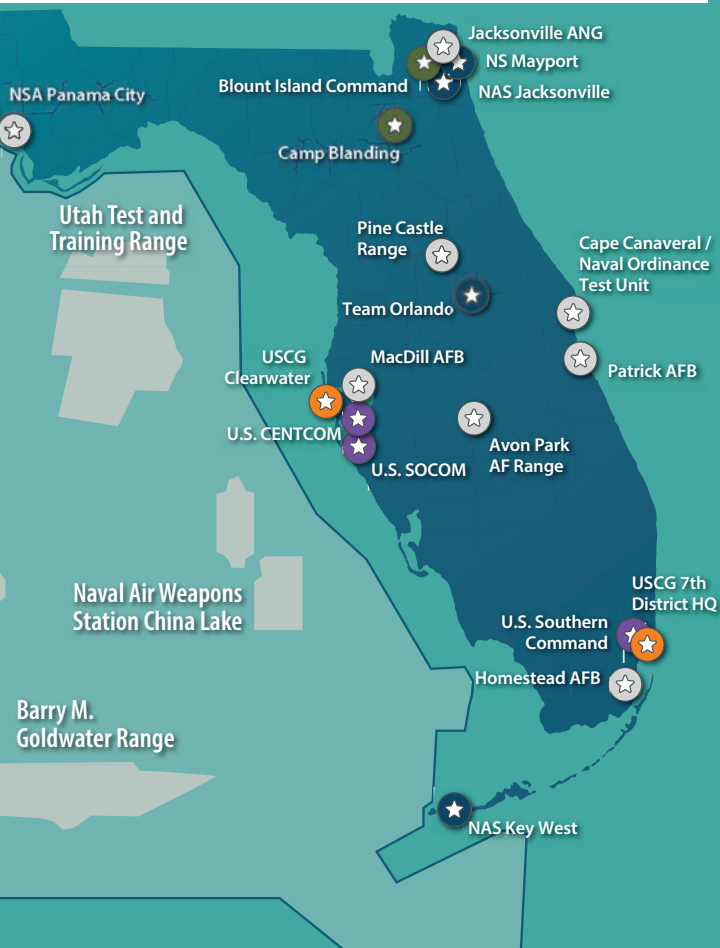 Jacksonville ANG
NS Mayport
Blount Island Command
NAS Jacksonville
NSA Panama City
Camp Blanding
Utah Test and
Training Range
Pine Castle
Range
Cape Canaveral /
Naval Ordinance
Test Unit
Team Orlando
USCG
Clearwater
MacDill AFB
Patrick AFB
U.S. CENTCOM
Avon Park
AF Range
U.S. SOCOM
Naval Air Weapons
Station China Lake
USCG 7th
District HQ
U.S. Southern
Command
Homestead AFB
Barry M.
Goldwater Range
NAS Key West